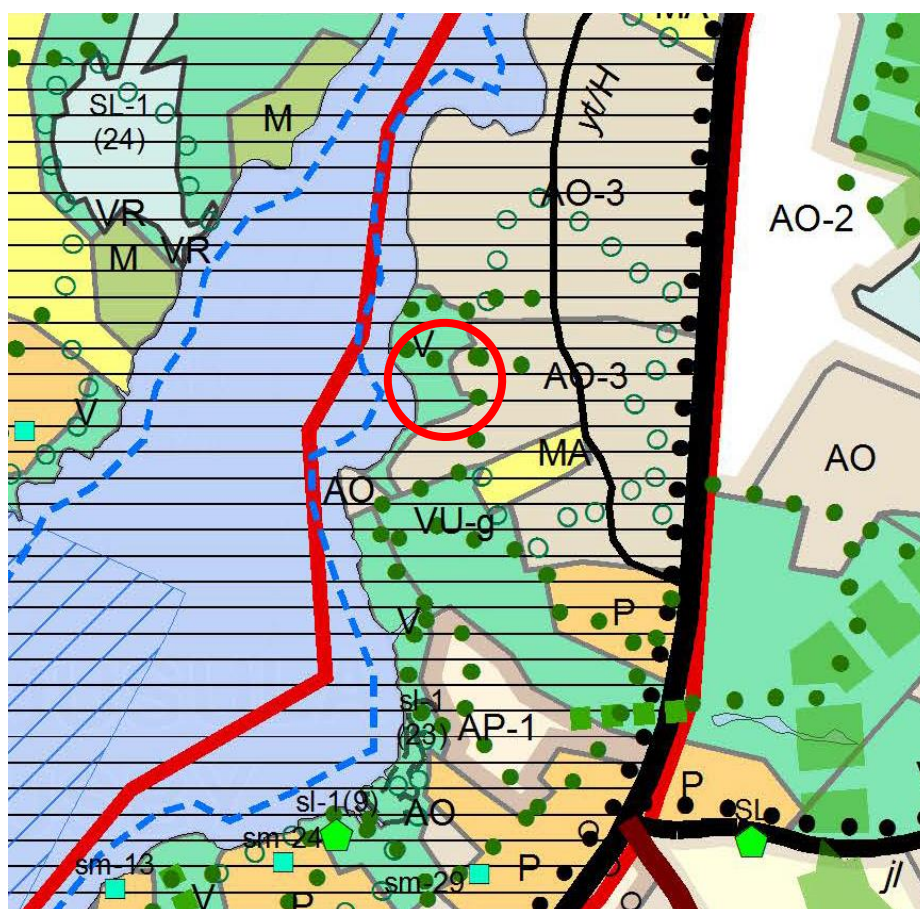 MA
SL-1
(24)
M
yt/H
VR
AO-3
AO-2
VR
M
V
AO-3
V
MA
AO
AO
VU-g
V
P
sl-1
(23)
AP-1
P
sl-1(9)
AO
SL
sm-24
sm-13
sm-29
P
jl
V
P